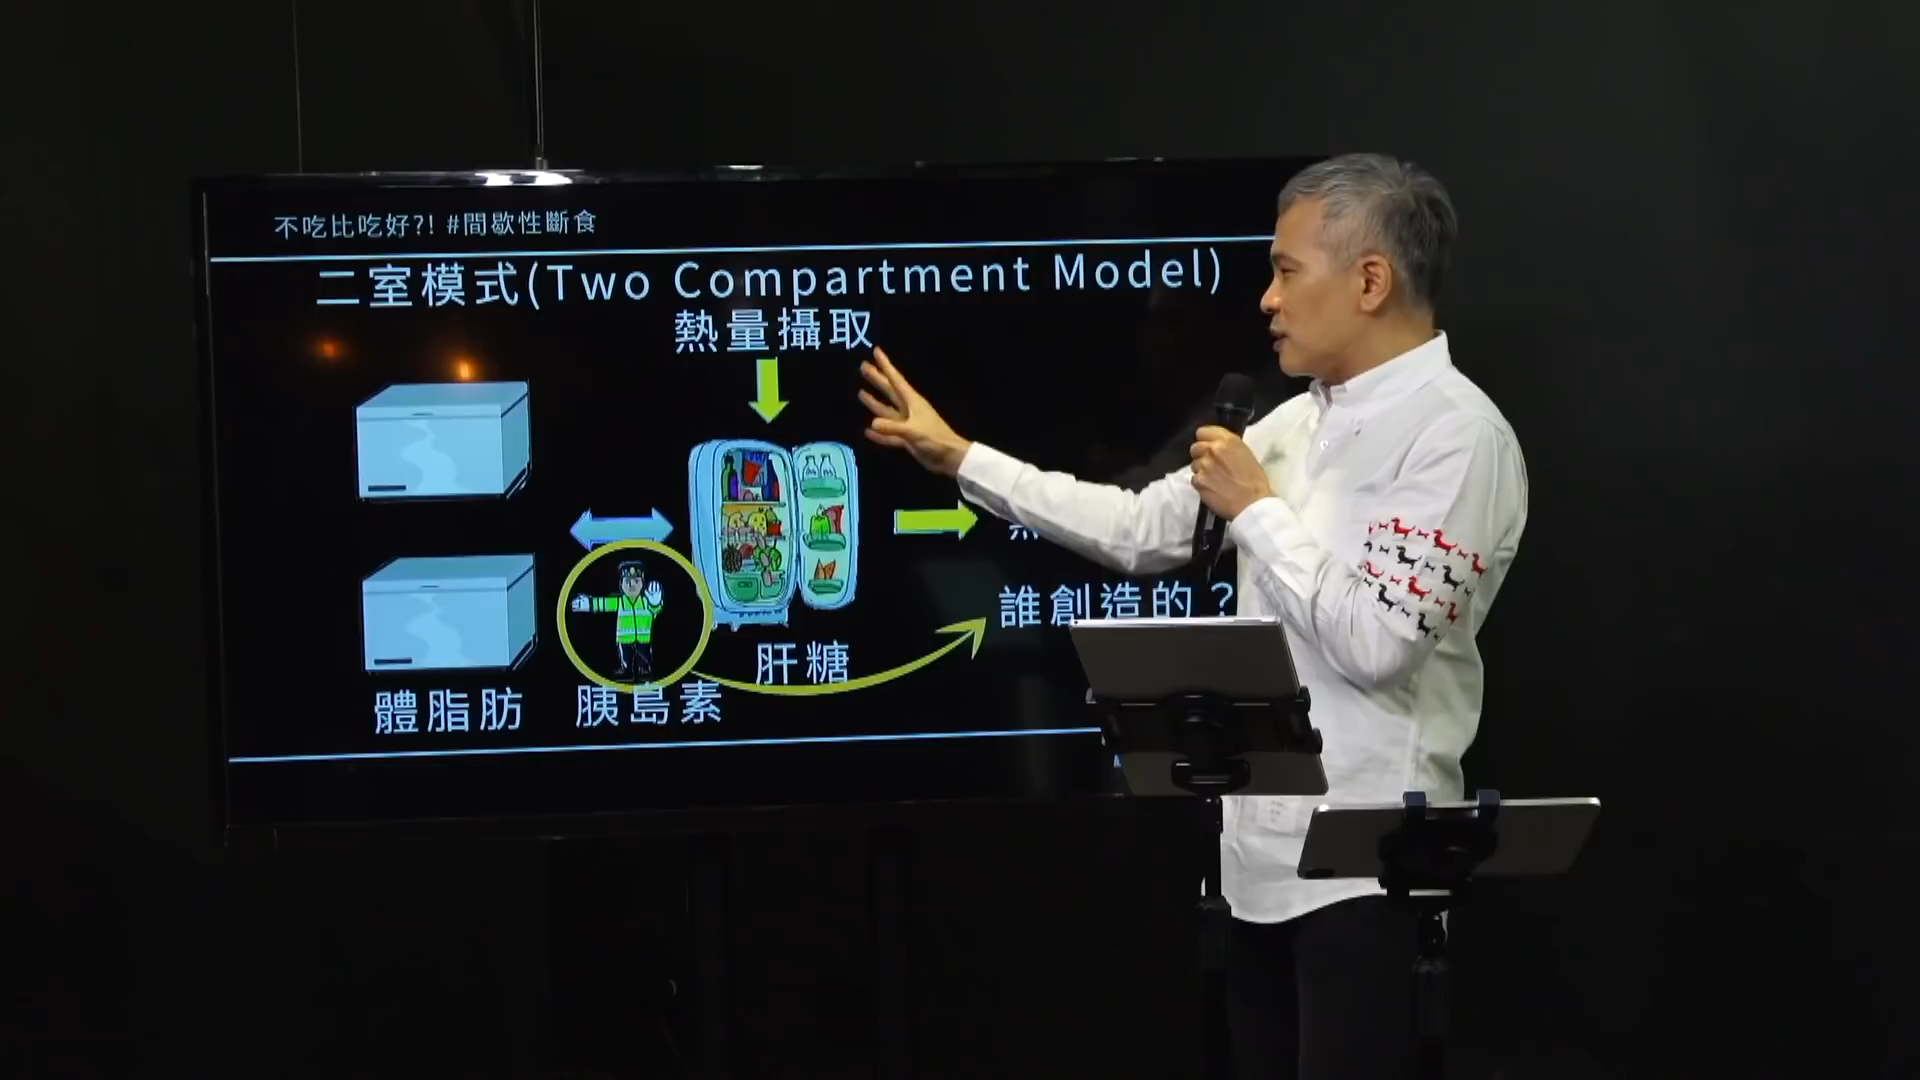 不吃比吃好?! #間歇性斷食
二室模式(Two Compartment Model)
熱量攝取
誰創造的？
肝糖
體脂肪
胰島素